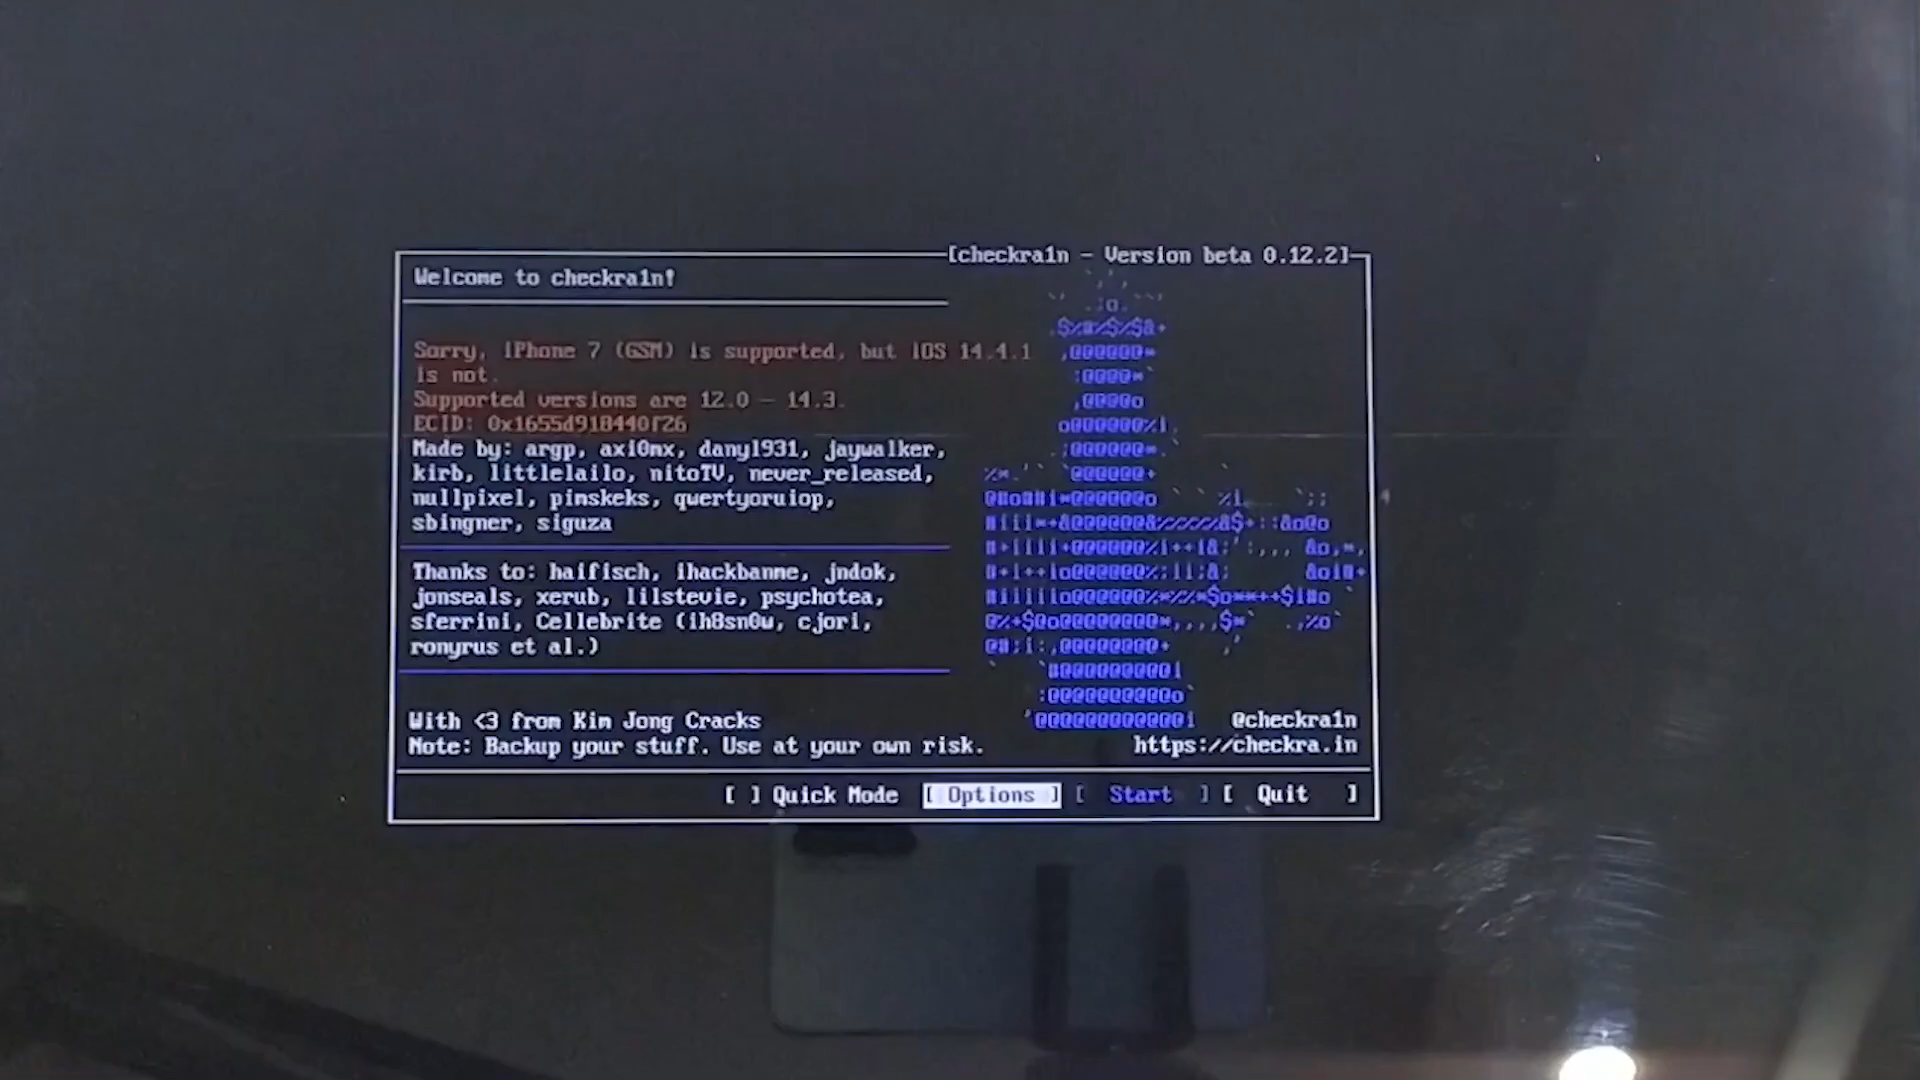 [checkra1n - Version beta 0.12.2]
Welcome to checkra1n!
Sorry, iPhone 7 (GSM) is supported, but iOS 14.4.1
is not.
Supported versions are 12.0 - 14.3.
ECID: 0x1655d918440f26
Made by: argp, axi0mx, danyl931, jaywalker,
kirb, littlelailo, nitoTV, never_released,
nullpixel, pimskeks, qwertyoruiop,
sbingner, siguza
Thanks to: haifisch, ihackbanme, jndok,
jonseals, xerub, lilstevie, psychotea,
sferrini, Cellebrite (ih8sn0w, cjori,
ronyrus et al.)
With <3 from Kim Jong Cracks
@checkra1n
Note: Backup your stuff. Use at your own risk.
https://checkra.in
[ ] Quick Mode [ Options ] [ Start ] [ Quit ]